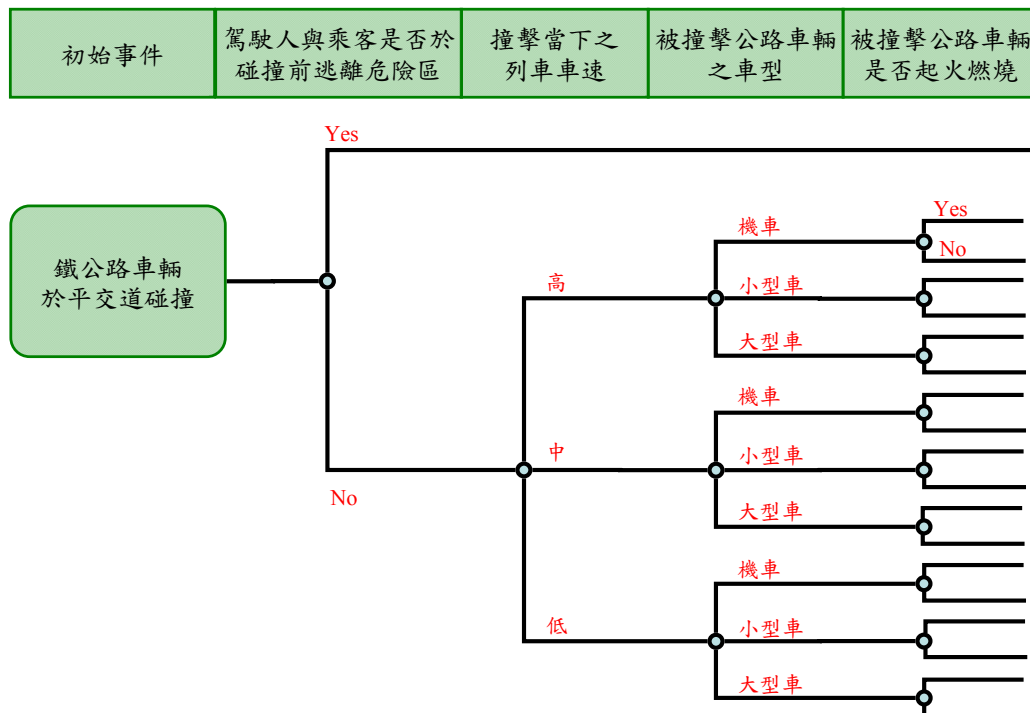 初始事件
駕駛人與乘客是否於
碰撞前逃離危險區
撞擊當下之
列車車速
被撞擊公路車輛
之車型
被撞擊公路車輛
是否起火燃燒
Yes
鐵公路車輛
於平交道碰撞
No
高
中
低
機車
小型車
大型車
機車
小型車
大型車
機車
小型車
大型車
Yes
No